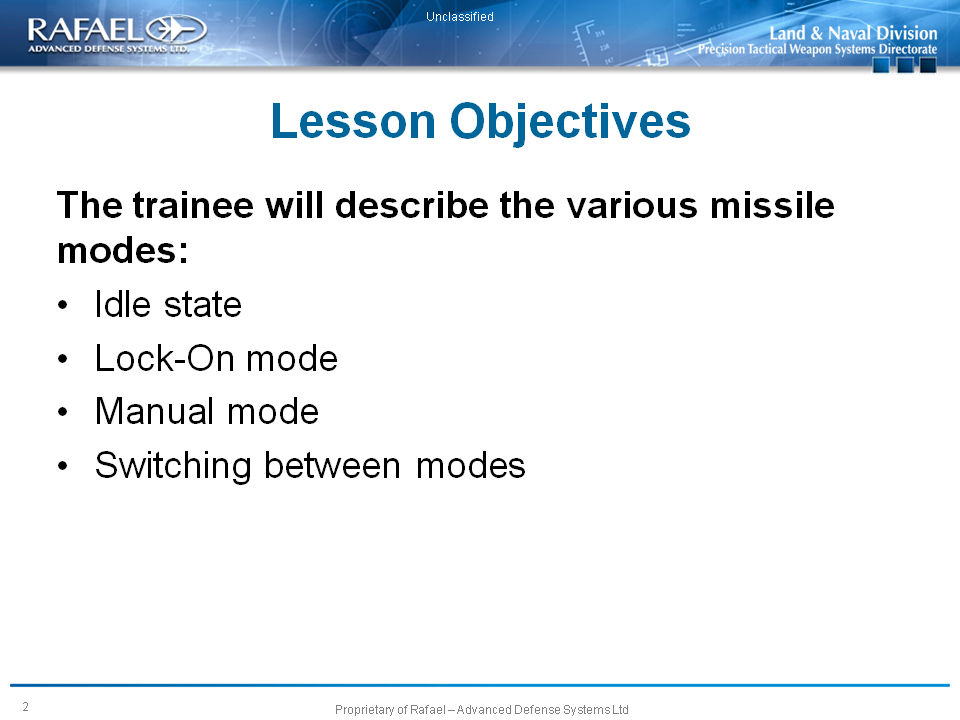 Unclassified
RAFAEL
ADVANCED DEFENSE SYSTEMS LTD.
Land & Naval Division
Precision Tactical Weapon Systems Directorate
Lesson Objectives
The trainee will describe the various missile
modes:
• Idle state
• Lock-On mode
• Manual mode
• Switching between modes
2
Proprietary of Rafael – Advanced Defense Systems Ltd